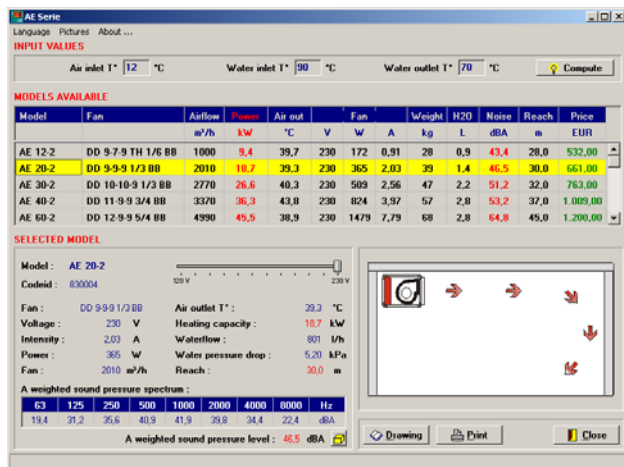 AE Serie
Language Pictures About ...
INPUT VALUES
Air inlet T° 12 °C Water inlet T° 90 °C Water outlet T° 70 °C Compute
MODELS AVAILABLE
Model Fan Airflow Power Air out Fan Weight H2O Noise Reach Price
m³/h kW °C V W A kg L dBA m EUR
AE 12-2 DD 9-7-9 TH 1/6 BB 1000 9,4 39,7 230 172 0,91 28 0,9 43,4 28,0 532,00
AE 20-2 DD 9-9-9 1/3 BB 2010 18,7 39,3 230 365 2,03 39 1,4 46,5 30,0 661,00
AE 30-2 DD 10-10-9 1/3 BB 2770 26,6 40,3 230 509 2,56 47 2,2 51,2 32,0 763,00
AE 40-2 DD 11-9-9 3/4 BB 3370 36,3 43,8 230 824 3,97 57 2,8 53,2 37,0 1.009,00
AE 60-2 DD 12-9-9 5/4 BB 4990 45,5 38,9 230 1479 7,79 68 2,8 64,8 45,0 1.200,00
SELECTED MODEL
Model : AE 20-2
Codeid : 830004
120 V 230 V
Fan : DD 9-9-9 1/3 BB Air outlet T° : 39,3 °C
Voltage : 230 V Heating capacity : 18,7 kW
Intensity : 2,03 A Waterflow : 801 l/h
Power : 365 W Water pressure drop : 5,20 kPa
Fan : 2010 m³/h Reach : 30,0 m
A weighted sound pressure spectrum :
63 125 250 500 1000 2000 4000 8000 Hz
19,4 31,2 35,6 40,9 41,9 39,8 34,4 22,4 dBA
A weighted sound pressure level : 46,5 dBA
Drawing Print Close